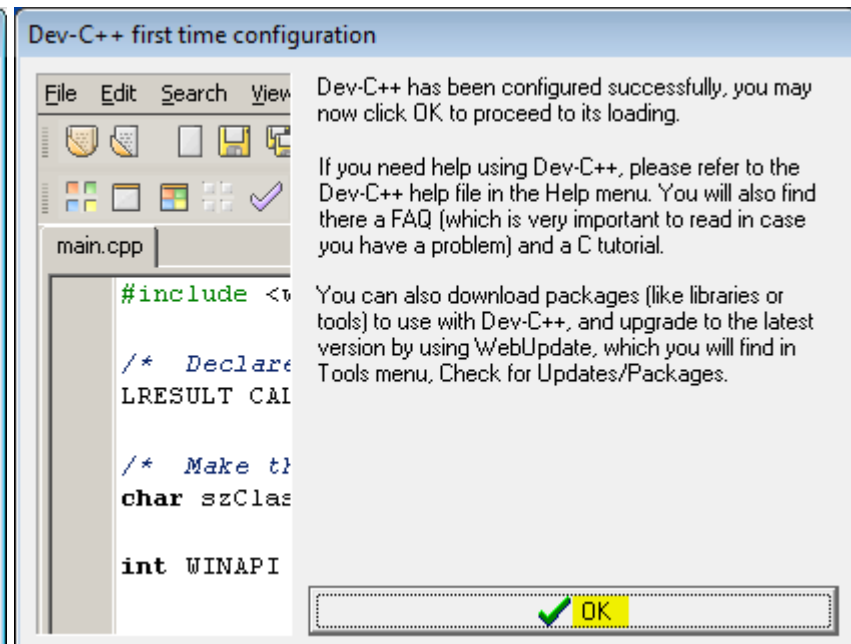 Dev-C++ first time configuration
File Edit Search View
main.cpp
#include <w
/* Declare
LRESULT CAL
/* Make th
char szClas
int WINAPI
Dev-C++ has been configured successfully, you may
now click OK to proceed to its loading.
If you need help using Dev-C++, please refer to the
Dev-C++ help file in the Help menu. You will also find
there a FAQ (which is very important to read in case
you have a problem) and a C tutorial.
You can also download packages (like libraries or
tools) to use with Dev-C++, and upgrade to the latest
version by using WebUpdate, which you will find in
Tools menu, Check for Updates/Packages.
OK